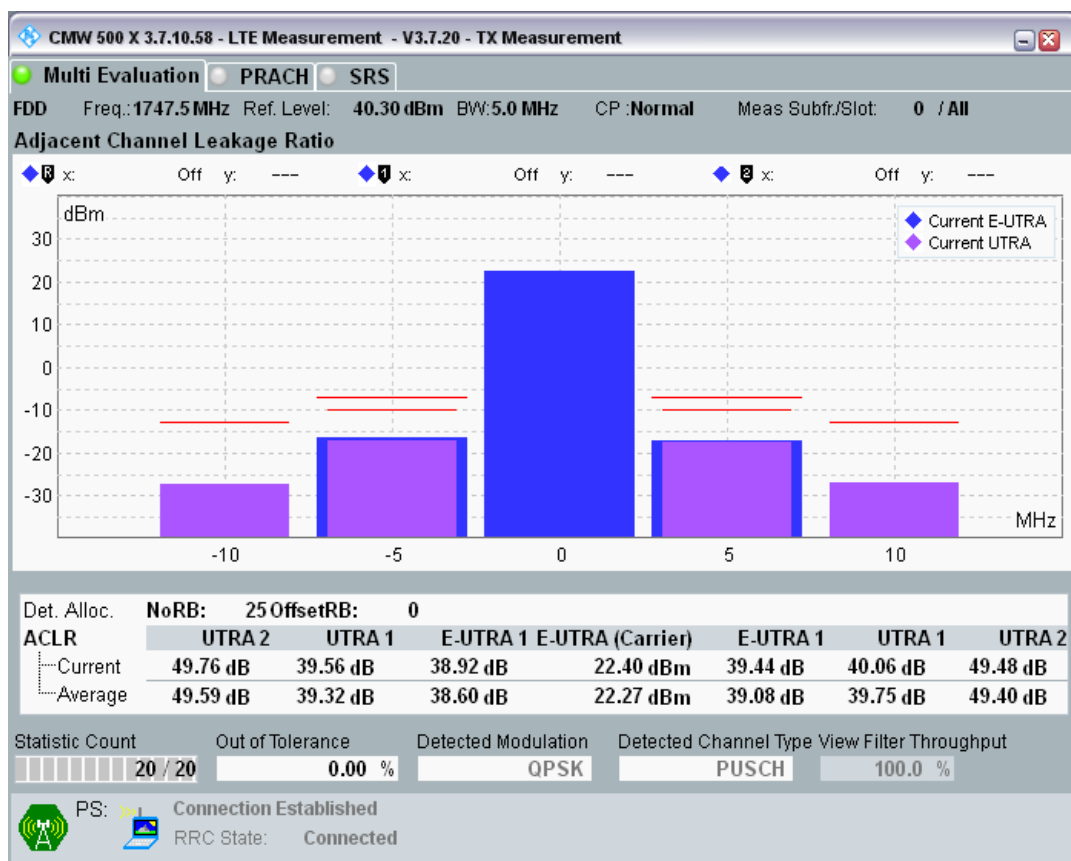 CMW 500 X 3.7.10.58 - LTE Measurement - V3.7.20 - TX Measurement
Multi Evaluation PRACH SRS
FDD Freq.: 1747.5 MHz Ref. Level: 40.30 dBm BW: 5.0 MHz CP : Normal Meas Subfr./Slot: 0 / All
Adjacent Channel Leakage Ratio
R x: Off y: --- 1 x: Off y: --- 2 x: Off y: ---
dBm
Current E-UTRA
Current UTRA
30
20
10
0
-10
-20
-30
MHz
-10 -5 0 5 10
Det. Alloc. NoRB: 25 OffsetRB: 0
ACLR UTRA 2 UTRA 1 E-UTRA 1 E-UTRA (Carrier) E-UTRA 1 UTRA 1 UTRA 2
Current 49.76 dB 39.56 dB 38.92 dB 22.40 dBm 39.44 dB 40.06 dB 49.48 dB
Average 49.59 dB 39.32 dB 38.60 dB 22.27 dBm 39.08 dB 39.75 dB 49.40 dB
Statistic Count Out of Tolerance Detected Modulation Detected Channel Type View Filter Throughput
20 / 20 0.00 % QPSK PUSCH 100.0 %
PS: Connection Established
RRC State: Connected